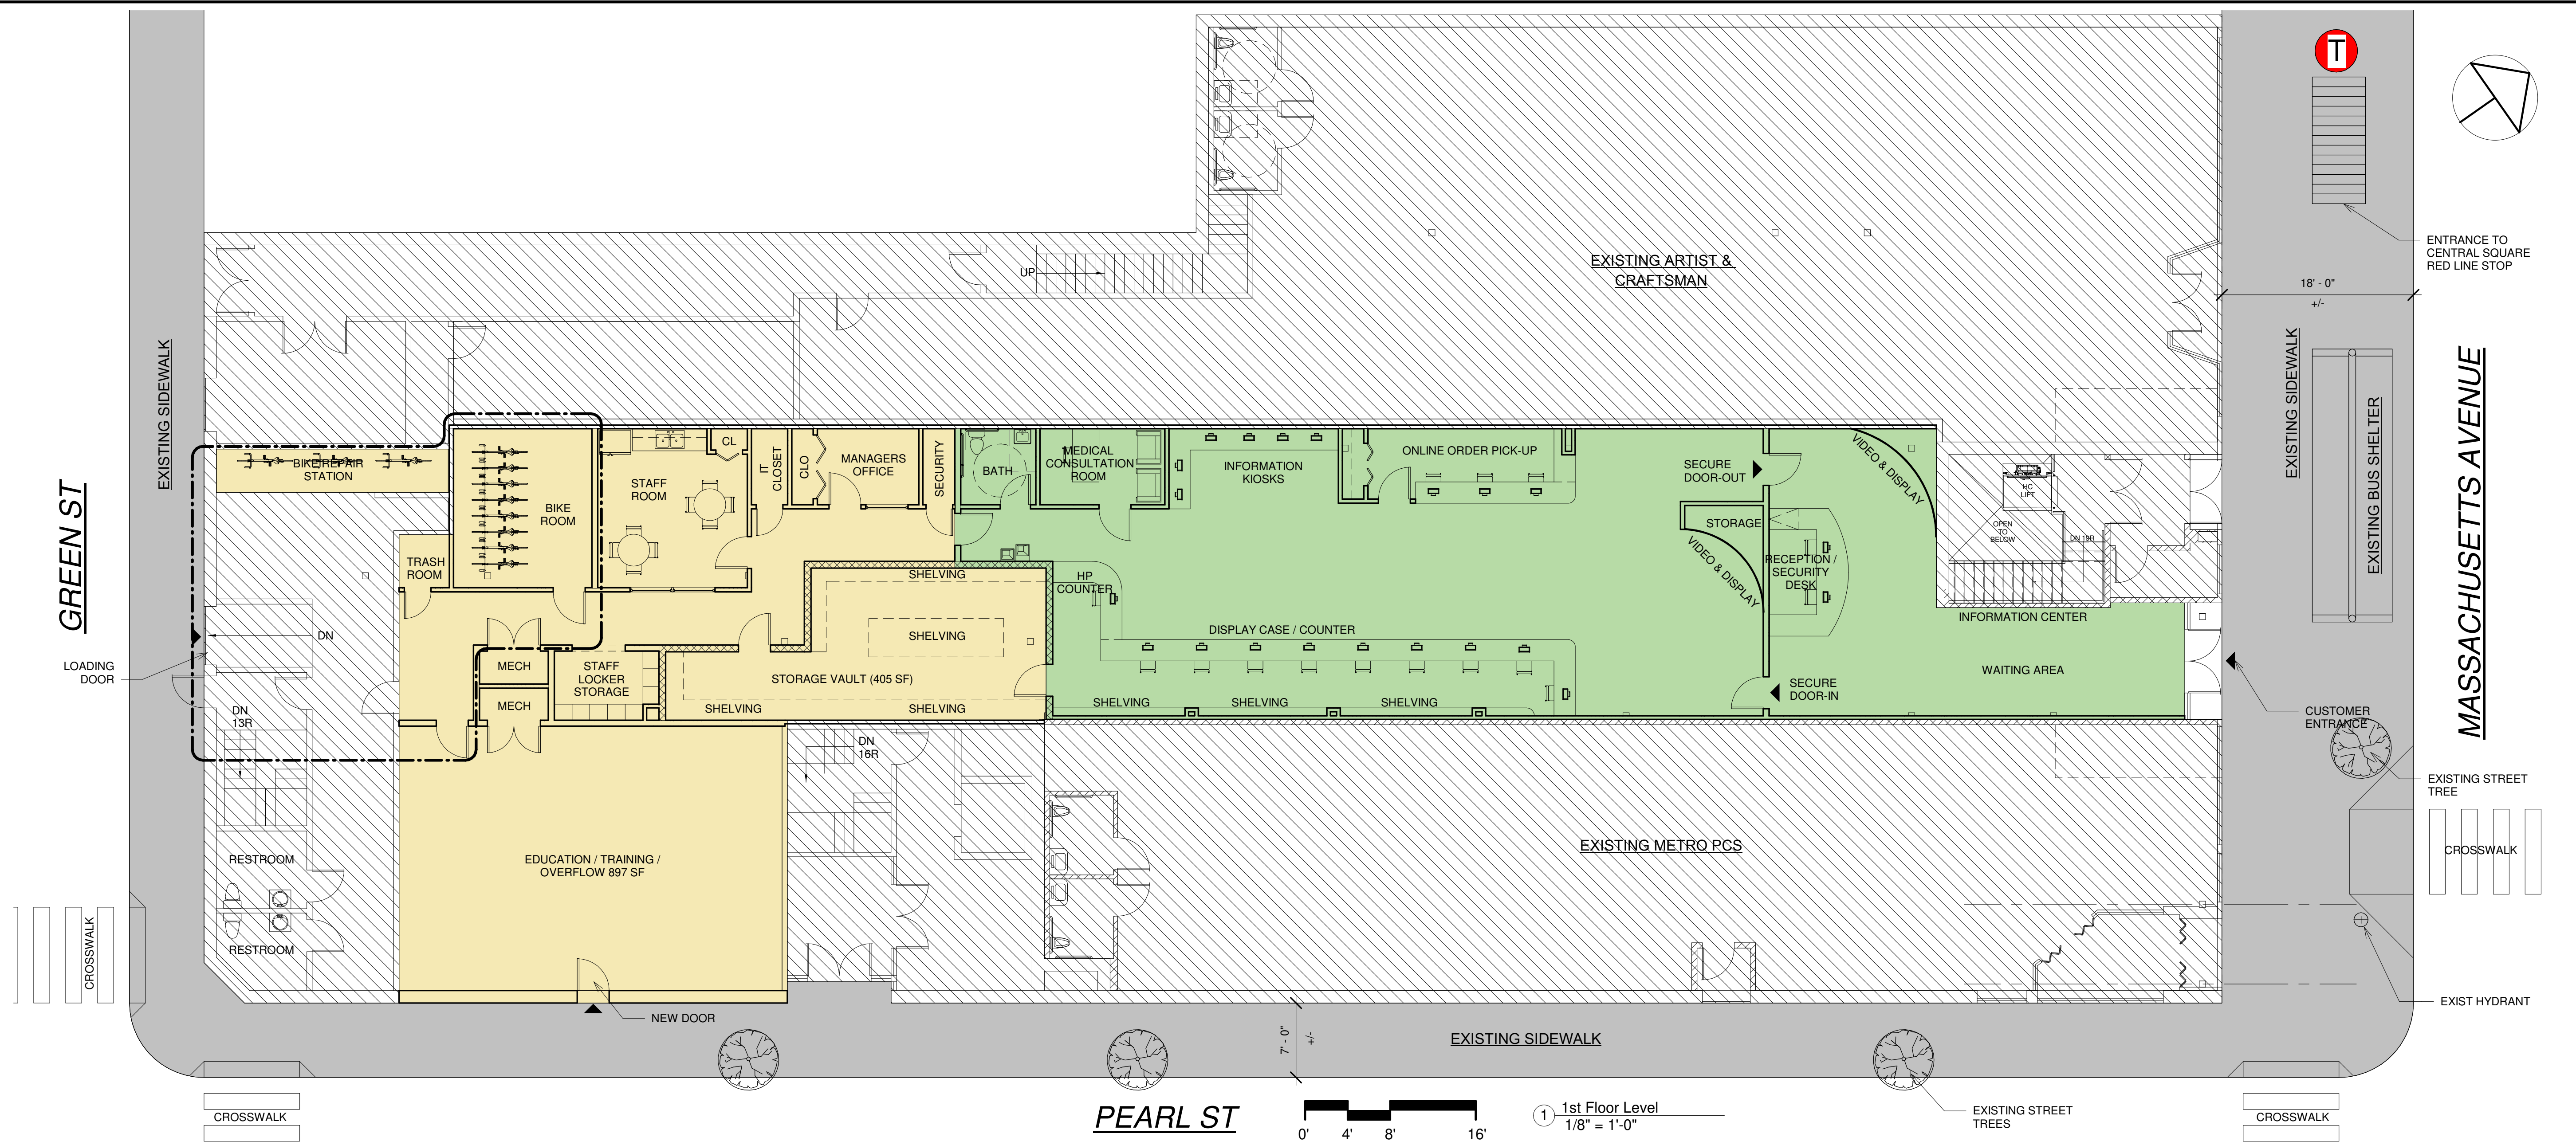 T
ENTRANCE TO
CENTRAL SQUARE
RED LINE STOP
18' - 0"
+/-
UP
EXISTING ARTIST &
CRAFTSMAN
EXISTING SIDEWALK
EXISTING SIDEWALK
EXISTING BUS SHELTER
MASSACHUSETTS AVENUE
GREEN ST
BIKE REPAIR
STATION
BIKE
ROOM
STAFF
ROOM
CL
IT
CLOSET
CLO
MANAGERS
OFFICE
SECURITY
BATH
MEDICAL
CONSULTATION
ROOM
INFORMATION
KIOSKS
ONLINE ORDER PICK-UP
SECURE
DOOR-OUT
VIDEO & DISPLAY
HC
LIFT
OPEN
TO
BELOW
DN 19R
STORAGE
VIDEO & DISPLAY
RECEPTION /
SECURITY
DESK
TRASH
ROOM
SHELVING
HP
COUNTER
INFORMATION CENTER
DN
SHELVING
DISPLAY CASE / COUNTER
LOADING
DOOR
MECH
STAFF
LOCKER
STORAGE
STORAGE VAULT (405 SF)
WAITING AREA
SECURE
DOOR-IN
MECH
SHELVING
SHELVING
SHELVING
SHELVING
SHELVING
CUSTOMER
ENTRANCE
DN
13R
DN
16R
EXISTING STREET
TREE
EXISTING METRO PCS
CROSSWALK
RESTROOM
EDUCATION / TRAINING /
OVERFLOW 897 SF
RESTROOM
CROSSWALK
EXIST HYDRANT
NEW DOOR
7' - 0"
+/-
EXISTING SIDEWALK
CROSSWALK
PEARL ST
0'
4'
8'
16'
1
1st Floor Level
1/8" = 1'-0"
EXISTING STREET
TREES
CROSSWALK